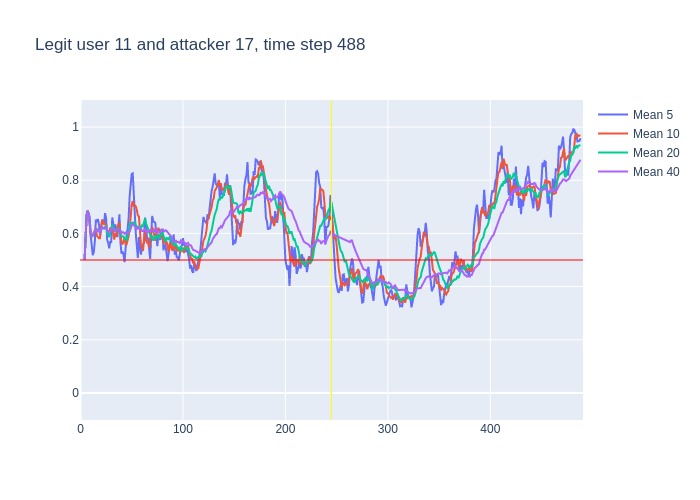 Legit user 11 and attacker 17, time step 488
1
0.8
0.6
0.4
0.2
0
0 100 200 300 400
Mean 5
Mean 10
Mean 20
Mean 40